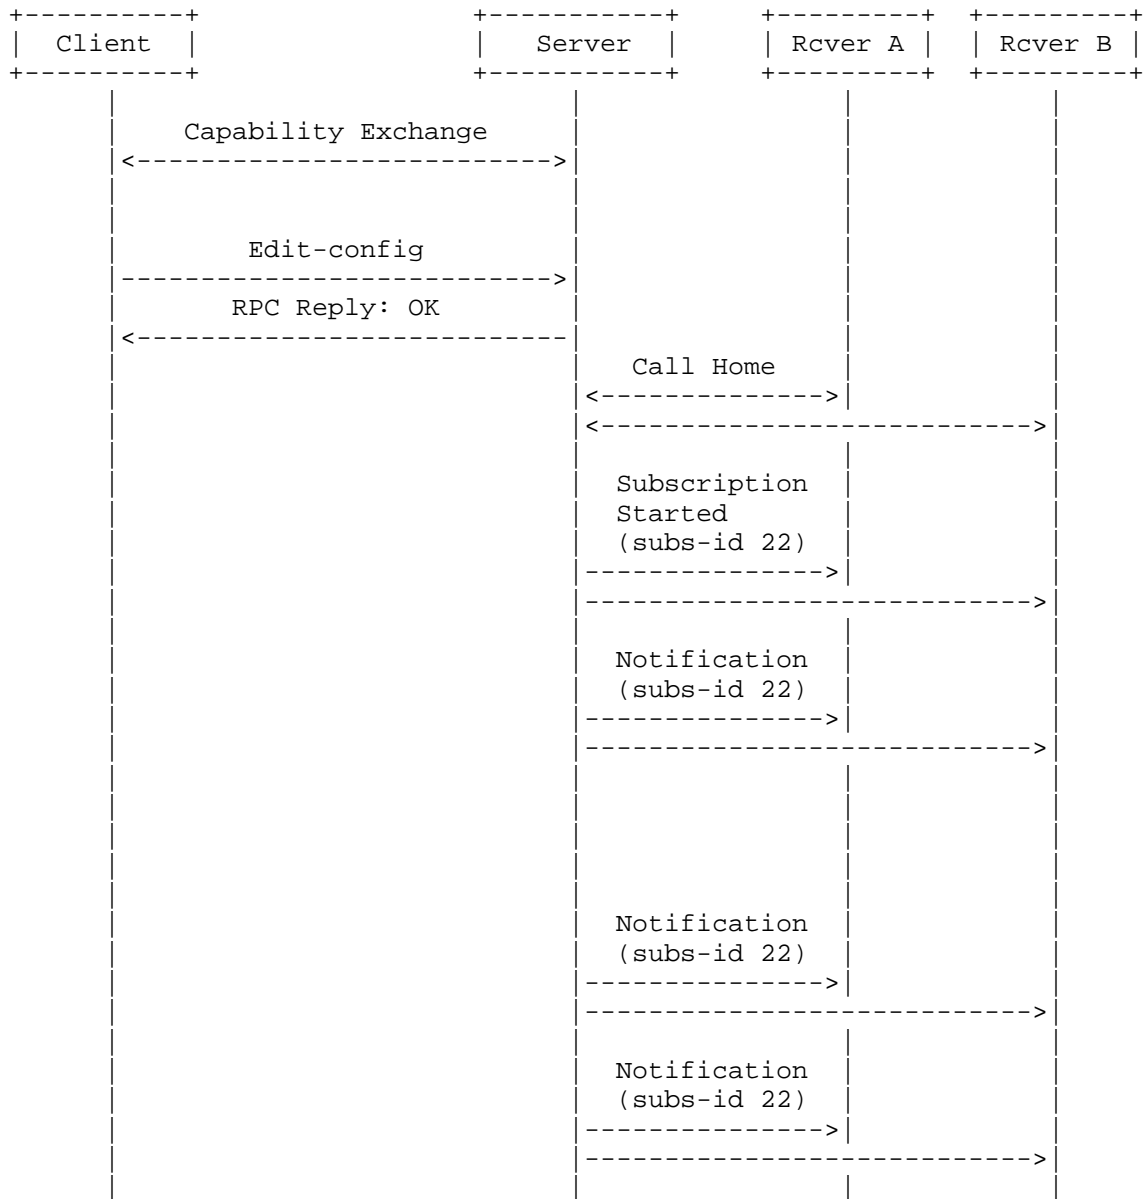 Client Server Rcver A Rcver B
Capability Exchange
Edit-config
RPC Reply: OK
Call Home
Subscription
Started
(subs-id 22)
Notification
(subs-id 22)
Notification
(subs-id 22)
Notification
(subs-id 22)